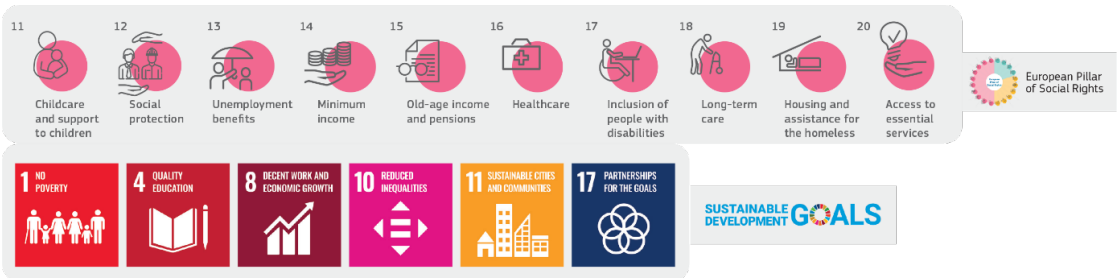 11
12
13
14
15
16
17
18
19
20
Childcare
and support
to children
Social
protection
Unemployment
benefits
Minimum
income
Old-age income
and pensions
Healthcare
Inclusion of
people with
disabilities
Long-term
care
Housing and
assistance for
the homeless
Access to
essential
services
European Pillar
of Social Rights
1 NO
POVERTY
4 QUALITY
EDUCATION
8 DECENT WORK AND
ECONOMIC GROWTH
10 REDUCED
INEQUALITIES
11 SUSTAINABLE CITIES
AND COMMUNITIES
17 PARTNERSHIPS
FOR THE GOALS
SUSTAINABLE
DEVELOPMENT GOALS